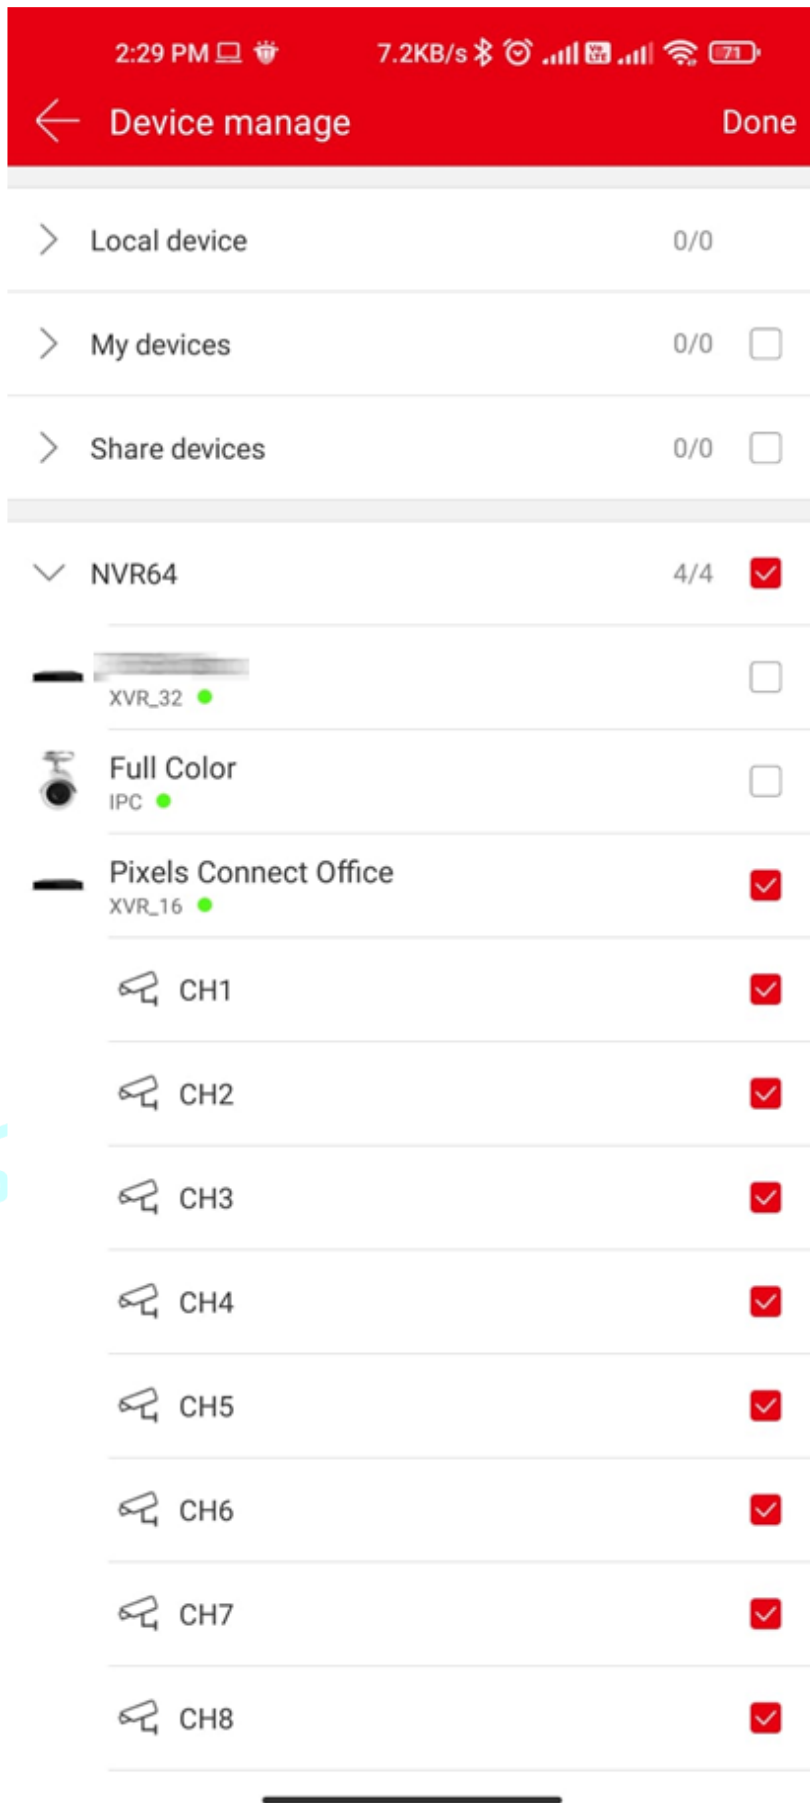 2:29 PM 7.2KB/s Vo LTE 71
Device manage Done
Local device 0/0
My devices 0/0
Share devices 0/0
NVR64 4/4
XVR_32
Full Color
IPC
Pixels Connect Office
XVR_16
CH1
CH2
CH3
CH4
CH5
CH6
CH7
CH8